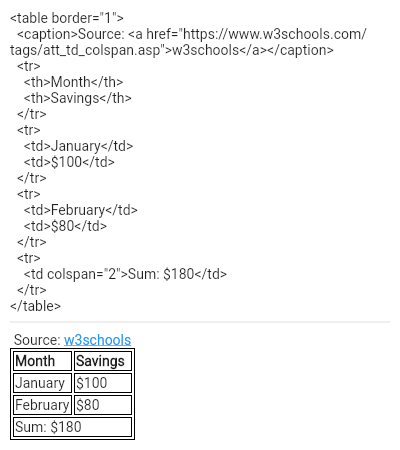 <table border="1">
  <caption>Source: <a href="https://www.w3schools.com/
tags/att_td_colspan.asp">w3schools</a></caption>
  <tr>
    <th>Month</th>
    <th>Savings</th>
  </tr>
  <tr>
    <td>January</td>
    <td>$100</td>
  </tr>
  <tr>
    <td>February</td>
    <td>$80</td>
  </tr>
  <tr>
    <td colspan="2">Sum: $180</td>
  </tr>
</table>
Source: w3schools
Month Savings
January $100
February $80
Sum: $180